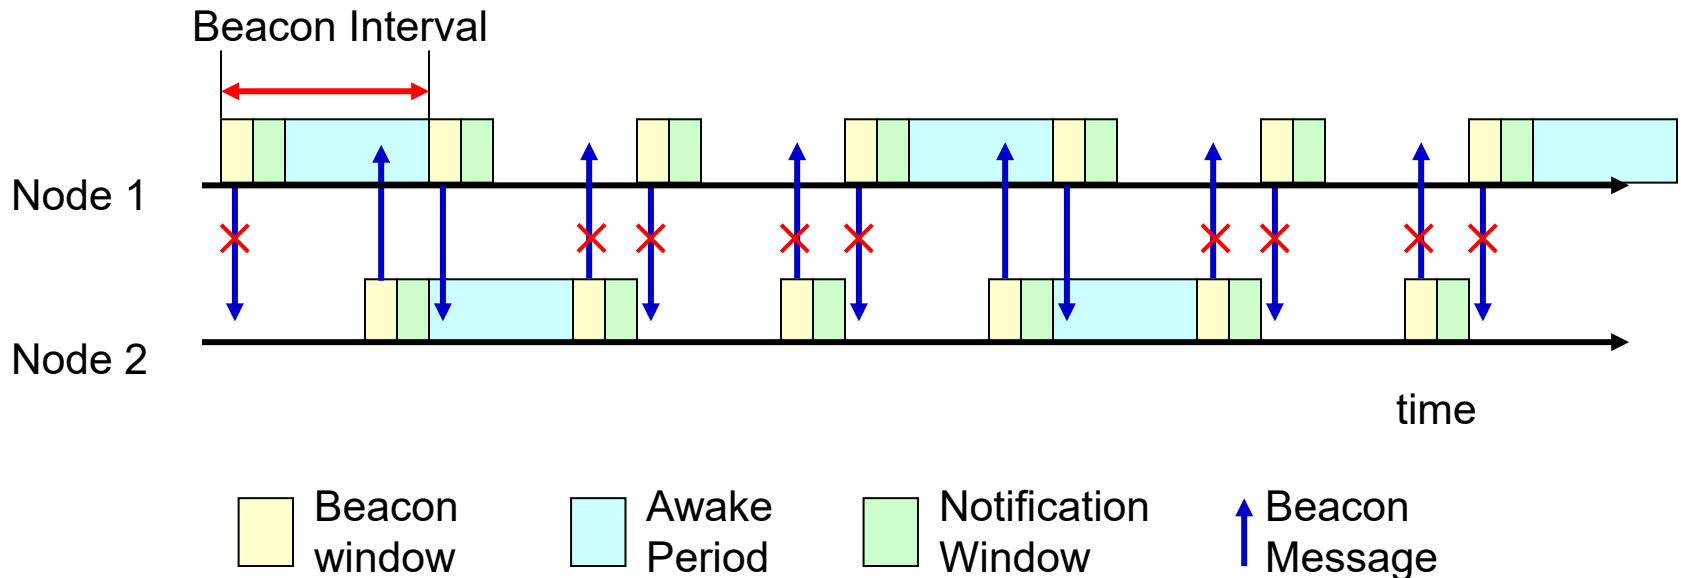 Beacon Interval
Node 1
Node 2
time
Beacon
window
Awake
Period
Notification
Window
Beacon
Message